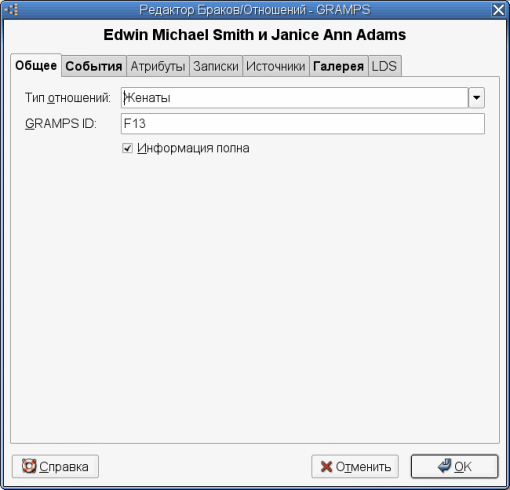 Редактор Браков/Отношений - GRAMPS
Edwin Michael Smith и Janice Ann Adams
Общее События Атрибуты Записки Источники Галерея LDS
Тип отношений: Женаты
GRAMPS ID: F13
Информация полна
Справка Отменить OK